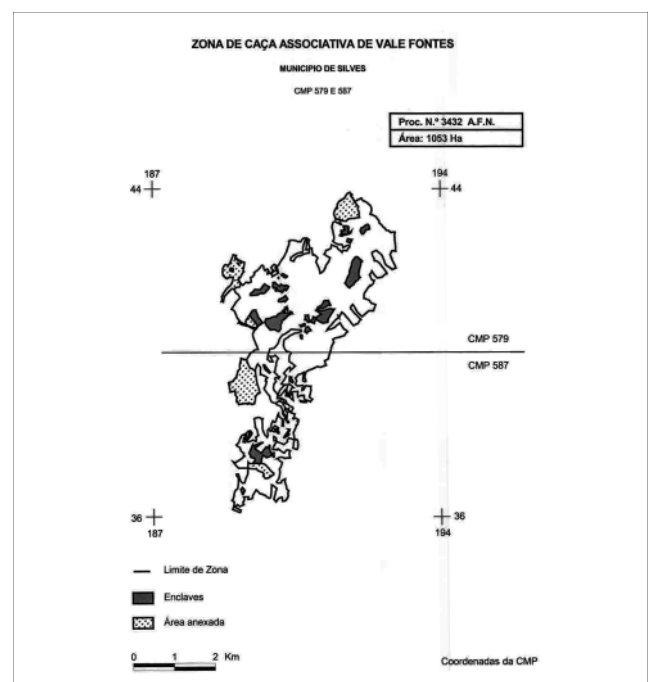 ZONA DE CAÇA ASSOCIATIVA DE VALE FONTES
MUNICIPIO DE SILVES
CMP 579 E 587
Proc. N.º 3432 A.F.N.
Área: 1053 Ha
187
194
44
44
CMP 579
CMP 587
36
36
187
194
Limite de Zona
Enclaves
Área anexada
0 1 2 Km
Coordenadas da CMP